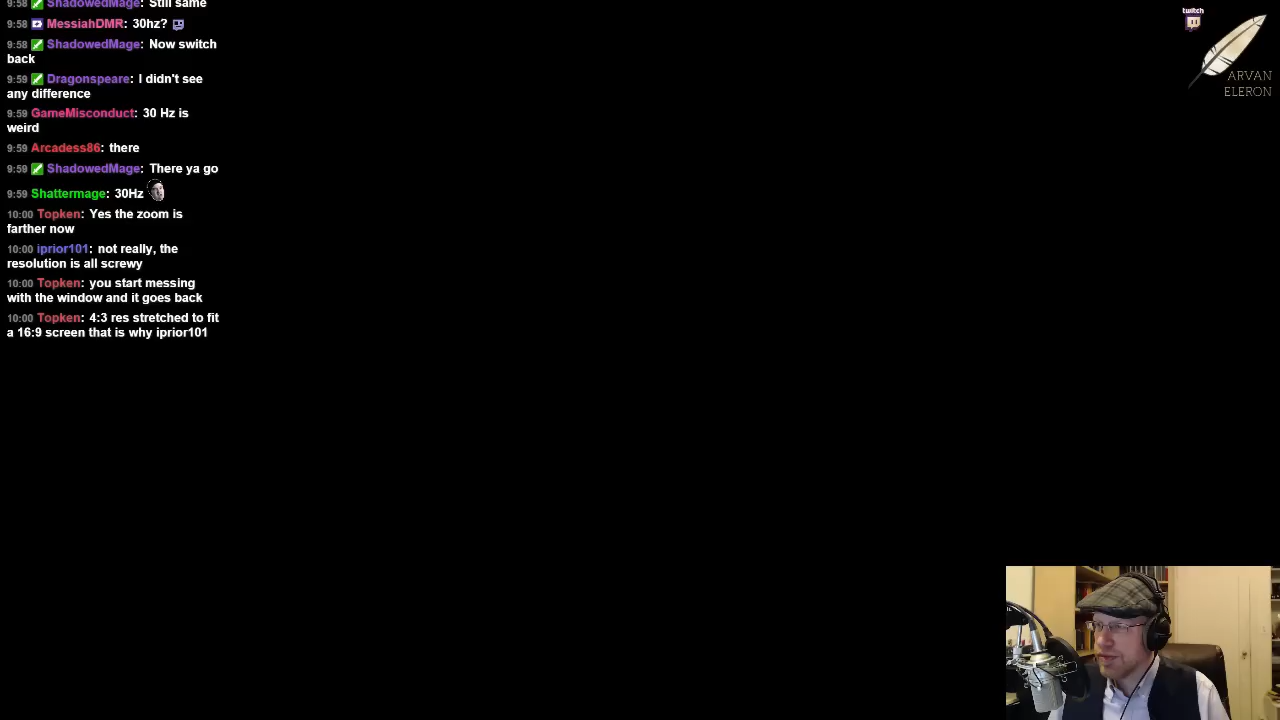 9:58 ShadowedMage: Still same
9:58 MessiahDMR: 30hz?
9:58 ShadowedMage: Now switch
back
9:59 Dragonspeare: I didn't see
any difference
9:59 GameMisconduct: 30 Hz is
weird
9:59 Arcadess86: there
9:59 ShadowedMage: There ya go
9:59 Shattermage: 30Hz
10:00 Topken: Yes the zoom is
farther now
10:00 iprior101: not really, the
resolution is all screwy
10:00 Topken: you start messing
with the window and it goes back
10:00 Topken: 4:3 res stretched to fit
a 16:9 screen that is why iprior101
twitch
ARVAN
ELERON